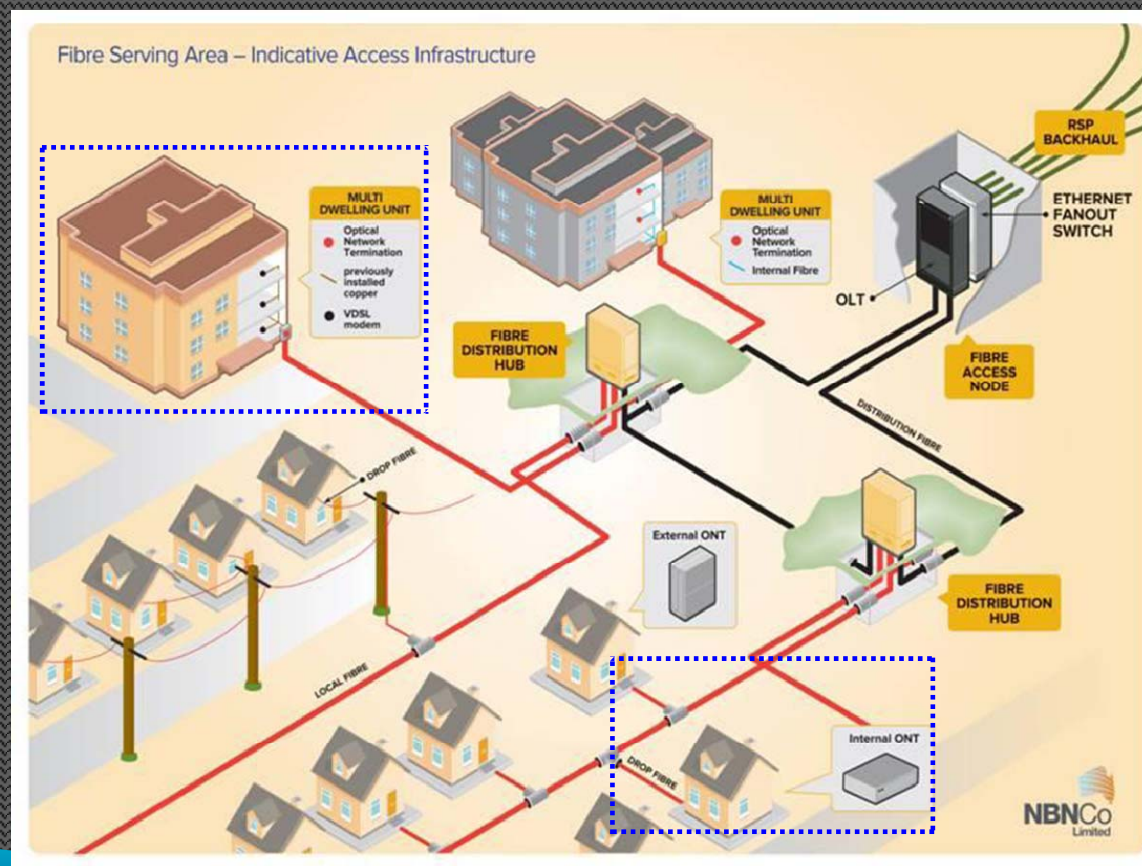 Fibre Serving Area – Indicative Access Infrastructure
RSP
BACKHAUL
MULTI
DWELLING UNIT
Optical
Network
Termination
previously
installed
copper
VDSL
modem
MULTI
DWELLING UNIT
Optical
Network
Termination
Internal Fibre
ETHERNET
FANOUT
SWITCH
OLT
FIBRE
DISTRIBUTION
HUB
FIBRE
ACCESS
NODE
DISTRIBUTION FIBRE
DROP FIBRE
External ONT
FIBRE
DISTRIBUTION
HUB
LOCAL FIBRE
Internal ONT
DROP FIBRE
NBNCo
Limited